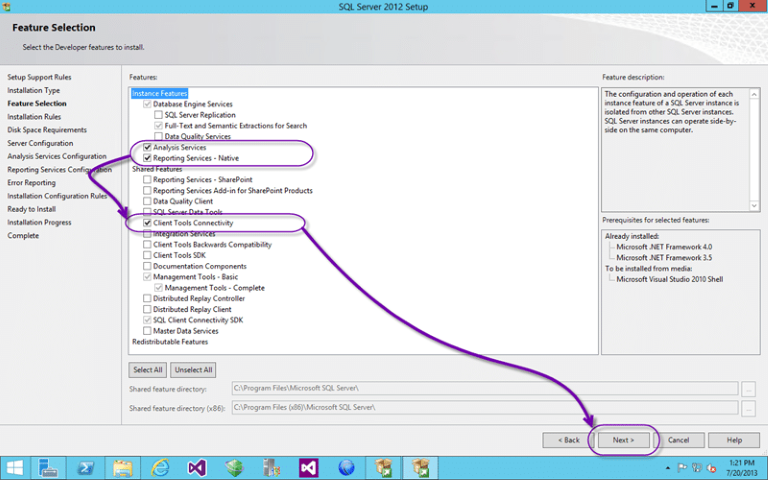 SQL Server 2012 Setup
Feature Selection
Select the Developer features to install.
Setup Support Rules
Installation Type
Feature Selection
Installation Rules
Disk Space Requirements
Server Configuration
Analysis Services Configuration
Reporting Services Configuration
Error Reporting
Installation Configuration Rules
Ready to Install
Installation Progress
Complete
Features:
Instance Features
Database Engine Services
SQL Server Replication
Full-Text and Semantic Extractions for Search
Data Quality Services
Analysis Services
Reporting Services - Native
Shared Features
Reporting Services - SharePoint
Reporting Services Add-in for SharePoint Products
Data Quality Client
SQL Server Data Tools
Client Tools Connectivity
Integration Services
Client Tools Backwards Compatibility
Client Tools SDK
Documentation Components
Management Tools - Basic
Management Tools - Complete
Distributed Replay Controller
Distributed Replay Client
SQL Client Connectivity SDK
Master Data Services
Redistributable Features
Feature description:
The configuration and operation of each
instance feature of a SQL Server instance is
isolated from other SQL Server instances.
SQL Server instances can operate side-by-
side on the same computer.
Prerequisites for selected features:
Already installed:
Microsoft .NET Framework 4.0
Microsoft .NET Framework 3.5
To be installed from media:
Microsoft Visual Studio 2010 Shell
Select All
Unselect All
Shared feature directory:
C:\Program Files\Microsoft SQL Server\
...
Shared feature directory (x86):
C:\Program Files (x86)\Microsoft SQL Server\
...
< Back
Next >
Cancel
Help
1:21 PM
7/20/2013